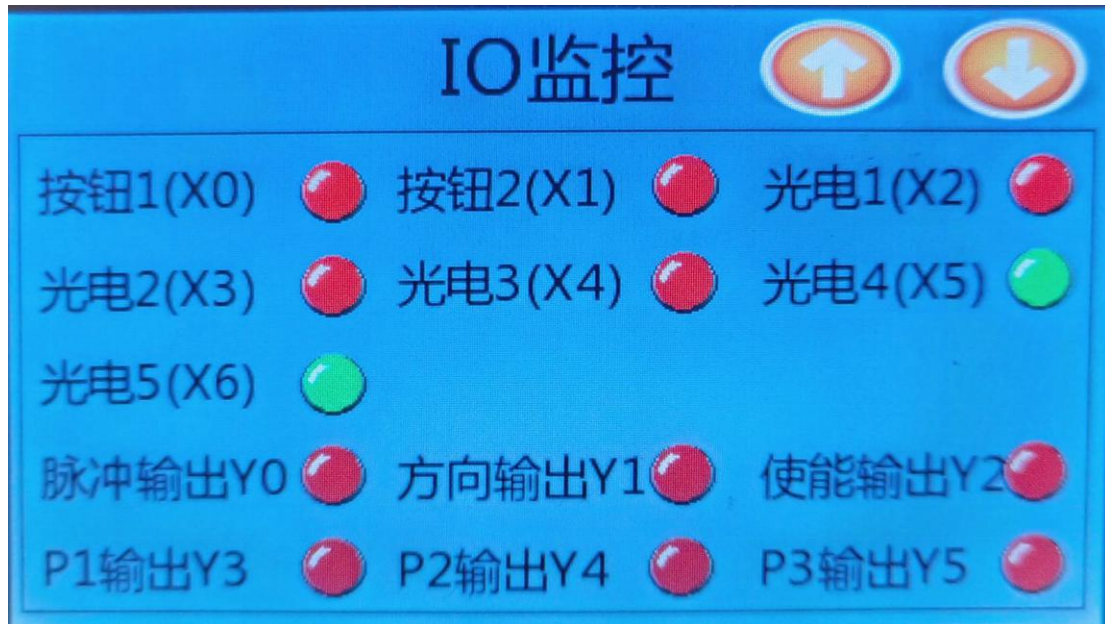 IO监控
按钮1(X0) 按钮2(X1) 光电1(X2)
光电2(X3) 光电3(X4) 光电4(X5)
光电5(X6)
脉冲输出Y0 方向输出Y1 使能输出Y2
P1输出Y3 P2输出Y4 P3输出Y5